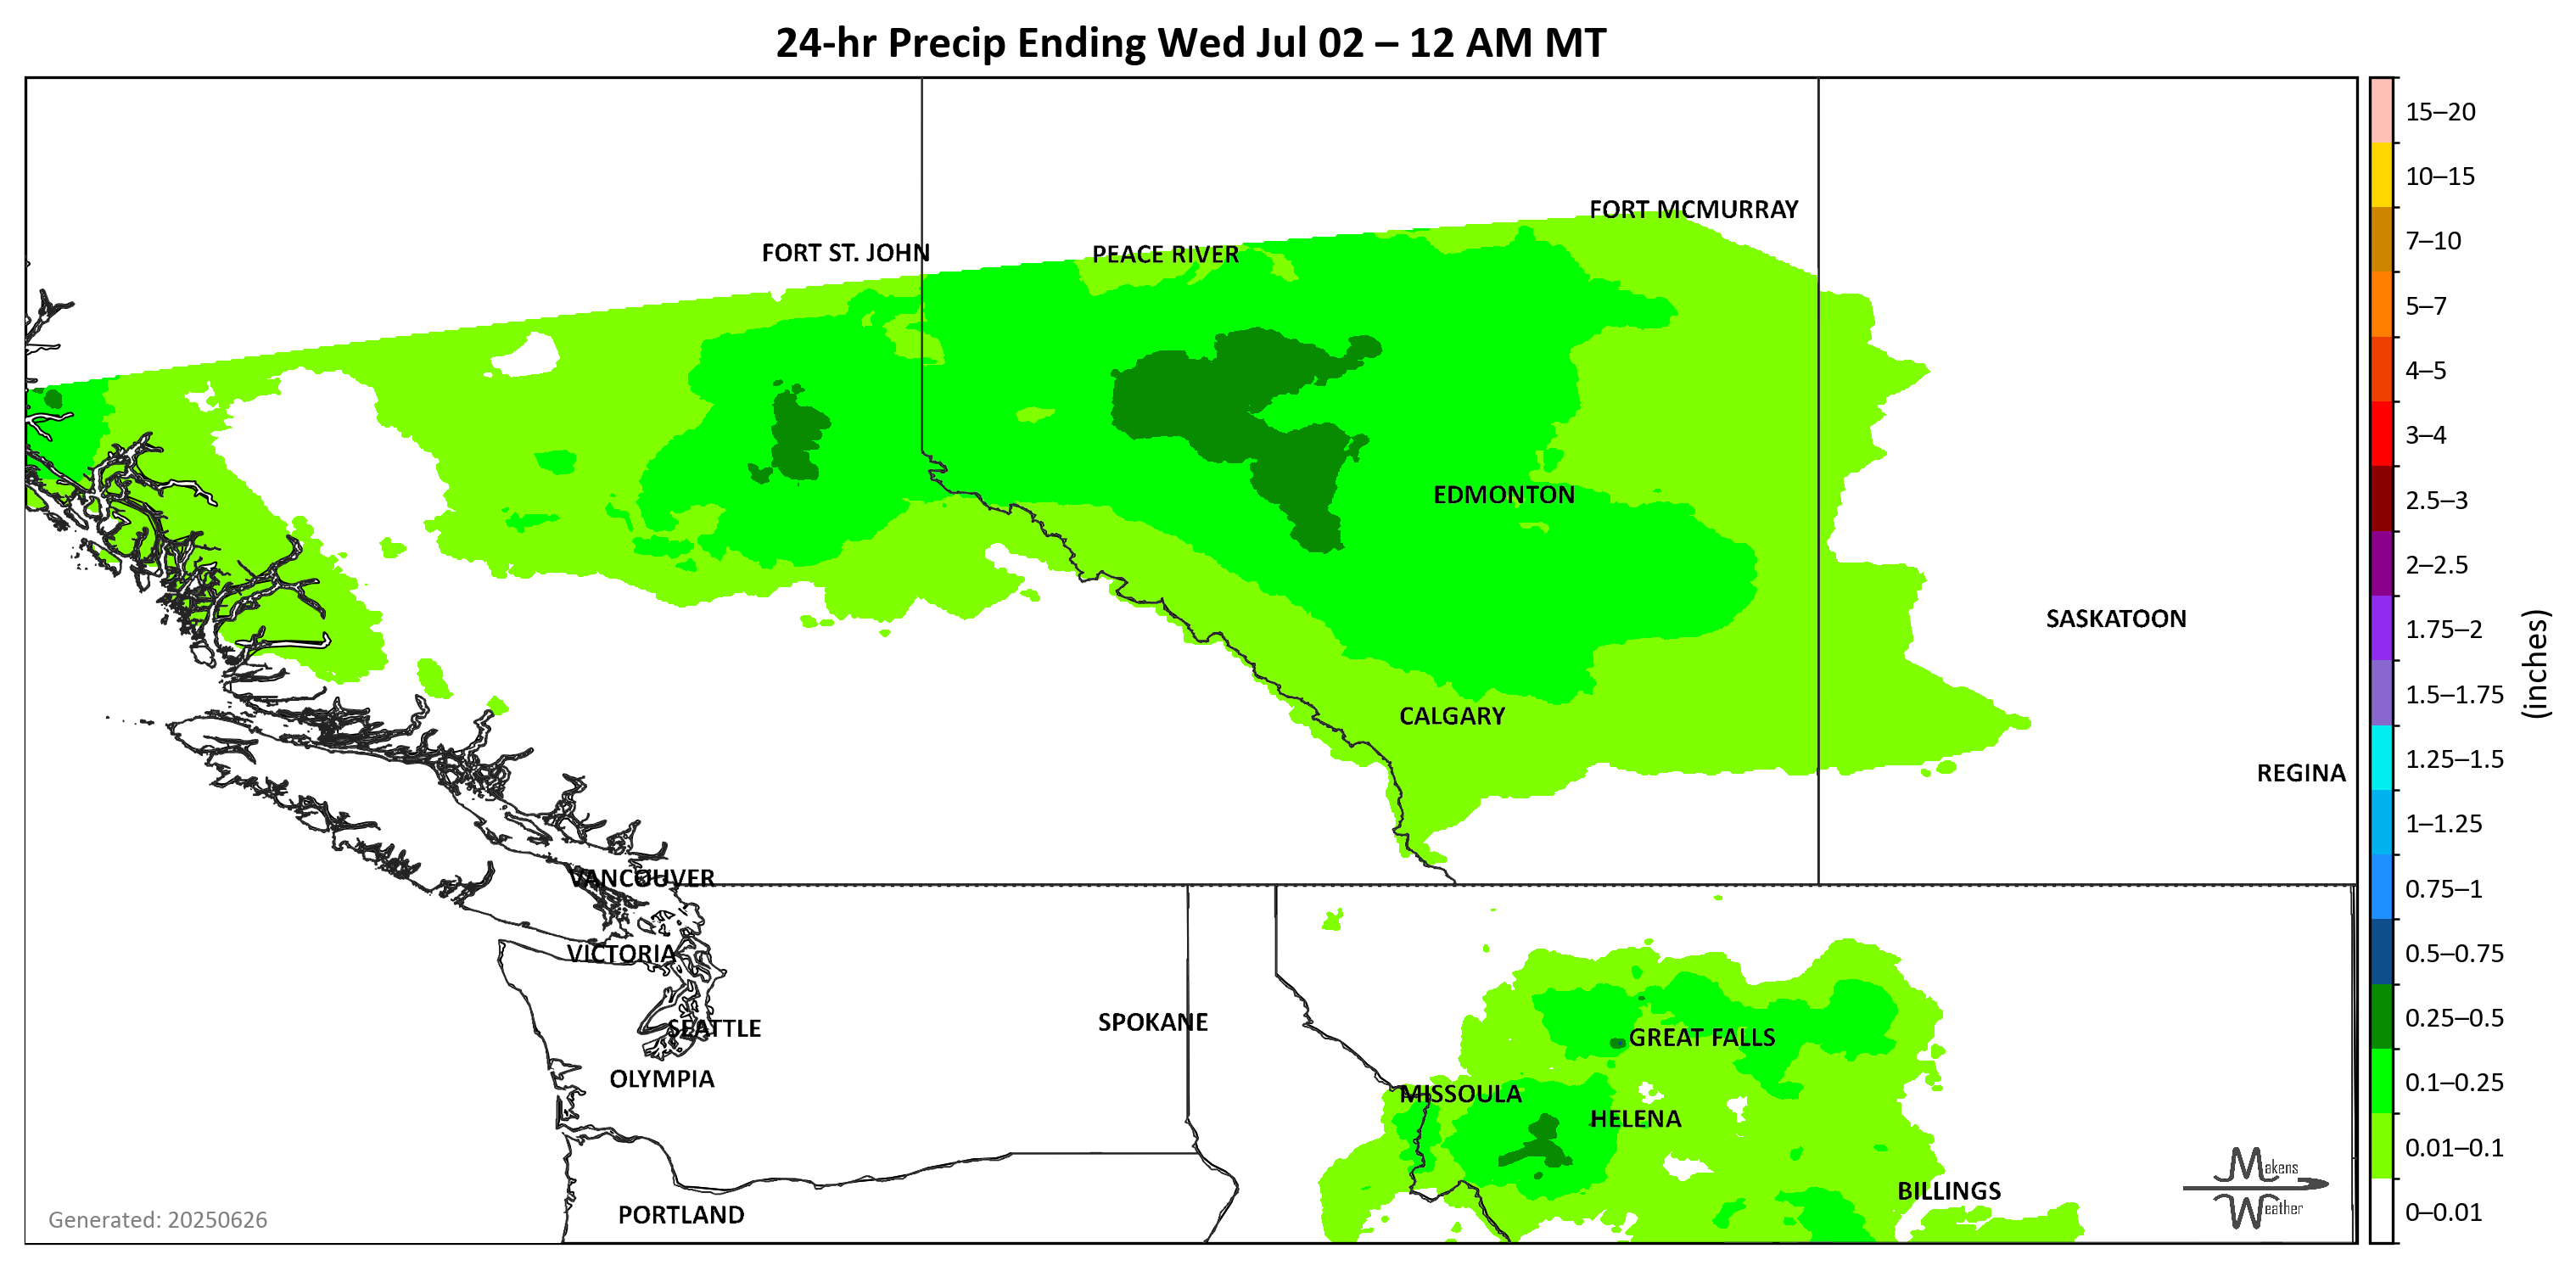 24-hr Precip Ending Wed Jul 02 – 12 AM MT
FORT MCMURRAY
FORT ST. JOHN
PEACE RIVER
EDMONTON
SASKATOON
CALGARY
REGINA
VANCOUVER
VICTORIA
SEATTLE
SPOKANE
GREAT FALLS
OLYMPIA
MISSOULA
HELENA
BILLINGS
PORTLAND
Generated: 20250626
Makens
Weather
15–20
10–15
7–10
5–7
4–5
3–4
2.5–3
2–2.5
1.75–2
1.5–1.75
1.25–1.5
1–1.25
0.75–1
0.5–0.75
0.25–0.5
0.1–0.25
0.01–0.1
0–0.01
(inches)